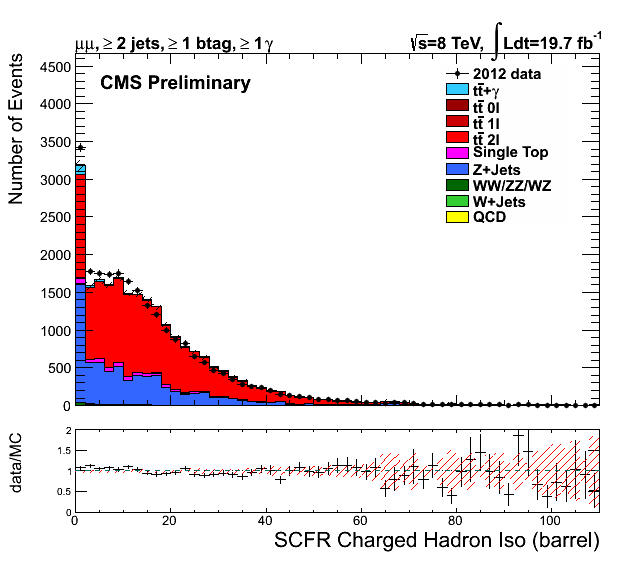 μμ, ≥ 2 jets, ≥ 1 btag, ≥ 1γ
√s=8 TeV, ∫Ldt=19.7 fb⁻¹
CMS Preliminary
2012 data
tt̄+γ
tt̄ 0l
tt̄ 1l
tt̄ 2l
Single Top
Z+Jets
WW/ZZ/WZ
W+Jets
QCD
Number of Events
4500
4000
3500
3000
2500
2000
1500
1000
500
0
data/MC
2
1.5
1
0.5
0
0 20 40 60 80 100
SCFR Charged Hadron Iso (barrel)